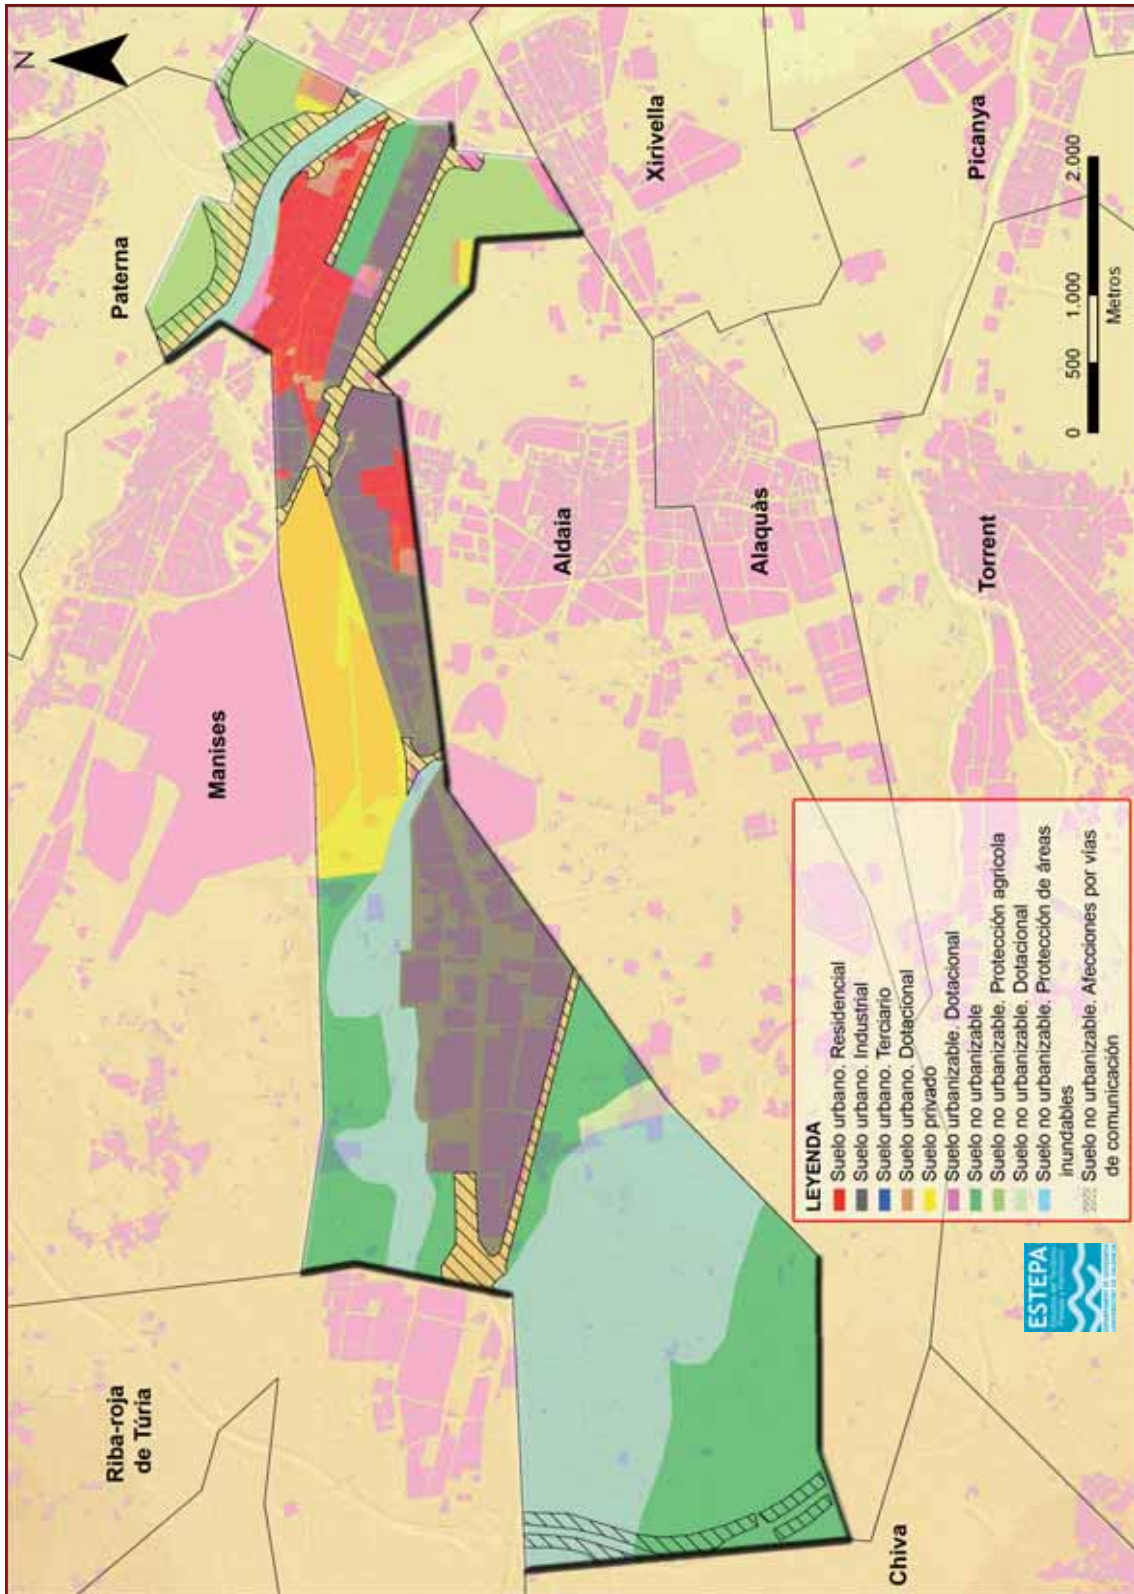 N
Paterna
Manises
Riba-roja
de Túria
Xirivella
Aldaia
Alaquàs
Picanya
Torrent
Chiva
0 500 1.000 2.000
Metros
LEYENDA
Suelo urbano. Residencial
Suelo urbano. Industrial
Suelo urbano. Terciario
Suelo urbano. Dotacional
Suelo privado
Suelo urbanizable. Dotacional
Suelo no urbanizable
Suelo no urbanizable. Protección agrícola
Suelo no urbanizable. Dotacional
Suelo no urbanizable. Protección de áreas
inundables
Suelo no urbanizable. Afecciones por vías
de comunicación
ESTEPA